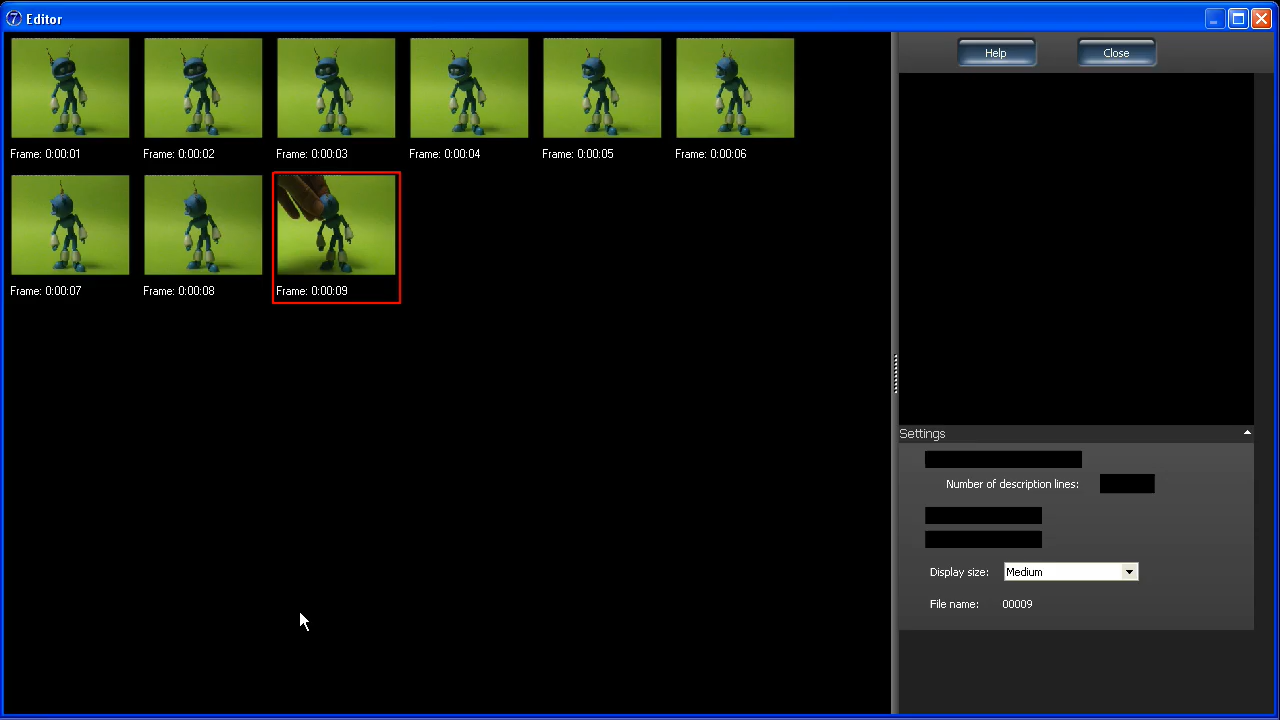 7 Editor
Help
Close
Frame: 0:00:01
Frame: 0:00:02
Frame: 0:00:03
Frame: 0:00:04
Frame: 0:00:05
Frame: 0:00:06
Frame: 0:00:07
Frame: 0:00:08
Frame: 0:00:09
Settings
Number of description lines:
Display size: Medium
File name: 00009